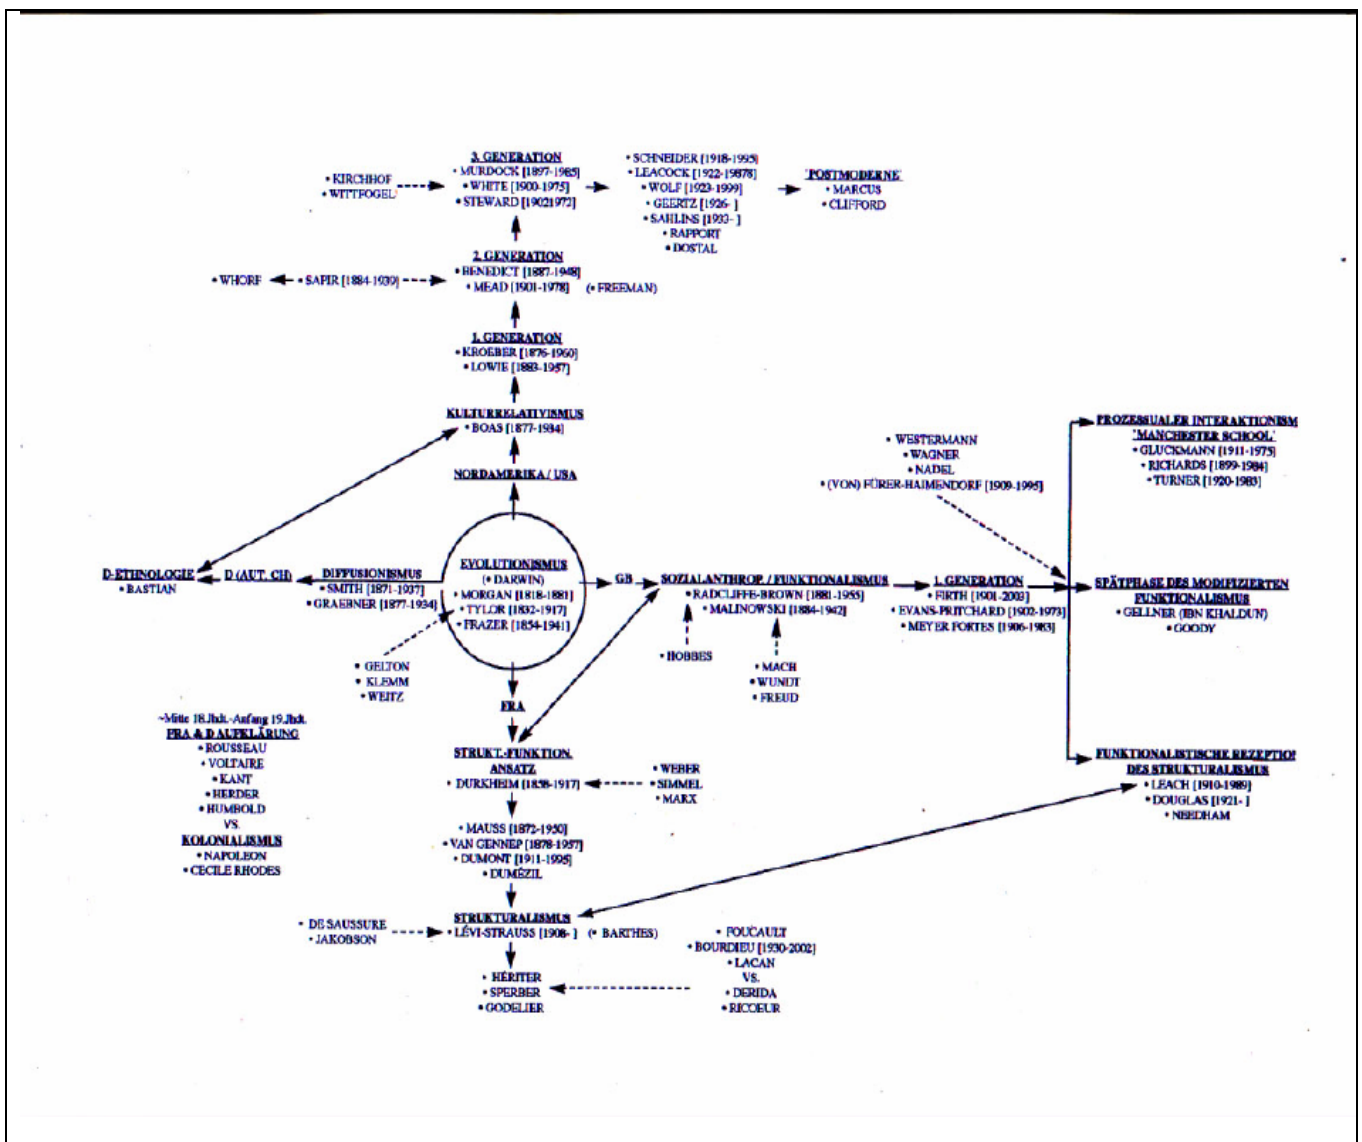 3. GENERATION
• MURDOCK [1897-1985]
• WHITE [1900-1975]
• STEWARD [19021972]
• KIRCHHOF
• WITTFOGEL
• SCHNEIDER [1918-1995]
• LEACOCK [1922-19878]
• WOLF [1923-1999]
• GEERTZ [1926- ]
• SAHLINS [1933- ]
• RAPPORT
• DOSTAL
'POSTMODERNE'
• MARCUS
• CLIFFORD
2. GENERATION
• BENEDICT [1887-1948]
• MEAD [1901-1978] (• FREEMAN)
• WHORF
• SAPIR [1884-1939]
1. GENERATION
• KROEBER [1876-1960]
• LOWIE [1883-1957]
KULTURRELATIVISMUS
• BOAS [1877-1934]
NORDAMERIKA / USA
• WESTERMANN
• WAGNER
• NADEL
• (VON) FÜRER-HAIMENDORF [1909-1995]
PROZESSUALER INTERAKTIONISM
'MANCHESTER SCHOOL'
• GLUCKMANN [1911-1975]
• RICHARDS [1899-1984]
• TURNER [1920-1983]
D-ETHNOLOGIE
• BASTIAN
D (AUT, CH)
DIFFUSIONISMUS
• SMITH [1871-1937]
• GRAEBNER [1877-1934]
EVOLUTIONISMUS
(• DARWIN)
• MORGAN [1818-1881]
• TYLOR [1832-1917]
• FRAZER [1854-1941]
GB
SOZIALANTHROP. / FUNKTIONALISMUS
• RADCLIFFE-BROWN [1881-1955]
• MALINOWSKI [1884-1942]
1. GENERATION
• FIRTH [1901-2003]
• EVANS-PRITCHARD [1902-1973]
• MEYER FORTES [1906-1983]
SPÄTPHASE DES MODIFIZIERTEN
FUNKTIONALISMUS
• GELLNER (IBN KHALDUN)
• GOODY
• GELTON
• KLEMM
• WEITZ
• HOBBES
• MACH
• WUNDT
• FREUD
FRA
~Mitte 18.Jhdt.-Anfang 19.Jhdt.
FRA & D AUFKLÄRUNG
• ROUSSEAU
• VOLTAIRE
• KANT
• HERDER
• HUMBOLD
VS.
KOLONIALISMUS
• NAPOLEON
• CECILE RHODES
STRUKT.-FUNKTION.
ANSATZ
• DURKHEIM [1858-1917]
• WEBER
• SIMMEL
• MARX
FUNKTIONALISTISCHE REZEPTIO
DES STRUKTURALISMUS
• LEACH [1910-1989]
• DOUGLAS [1921- ]
• NEEDHAM
• MAUSS [1872-1950]
• VAN GENNEP [1878-1957]
• DUMONT [1911-1995]
• DUMÉZIL
STRUKTURALISMUS
• LÉVI-STRAUSS [1908- ] (• BARTHES)
• DE SAUSSURE
• JAKOBSON
• FOUCAULT
• BOURDIEU [1930-2002]
• LACAN
VS.
• DERIDA
• RICOEUR
• HÉRITER
• SPERBER
• GODELIER